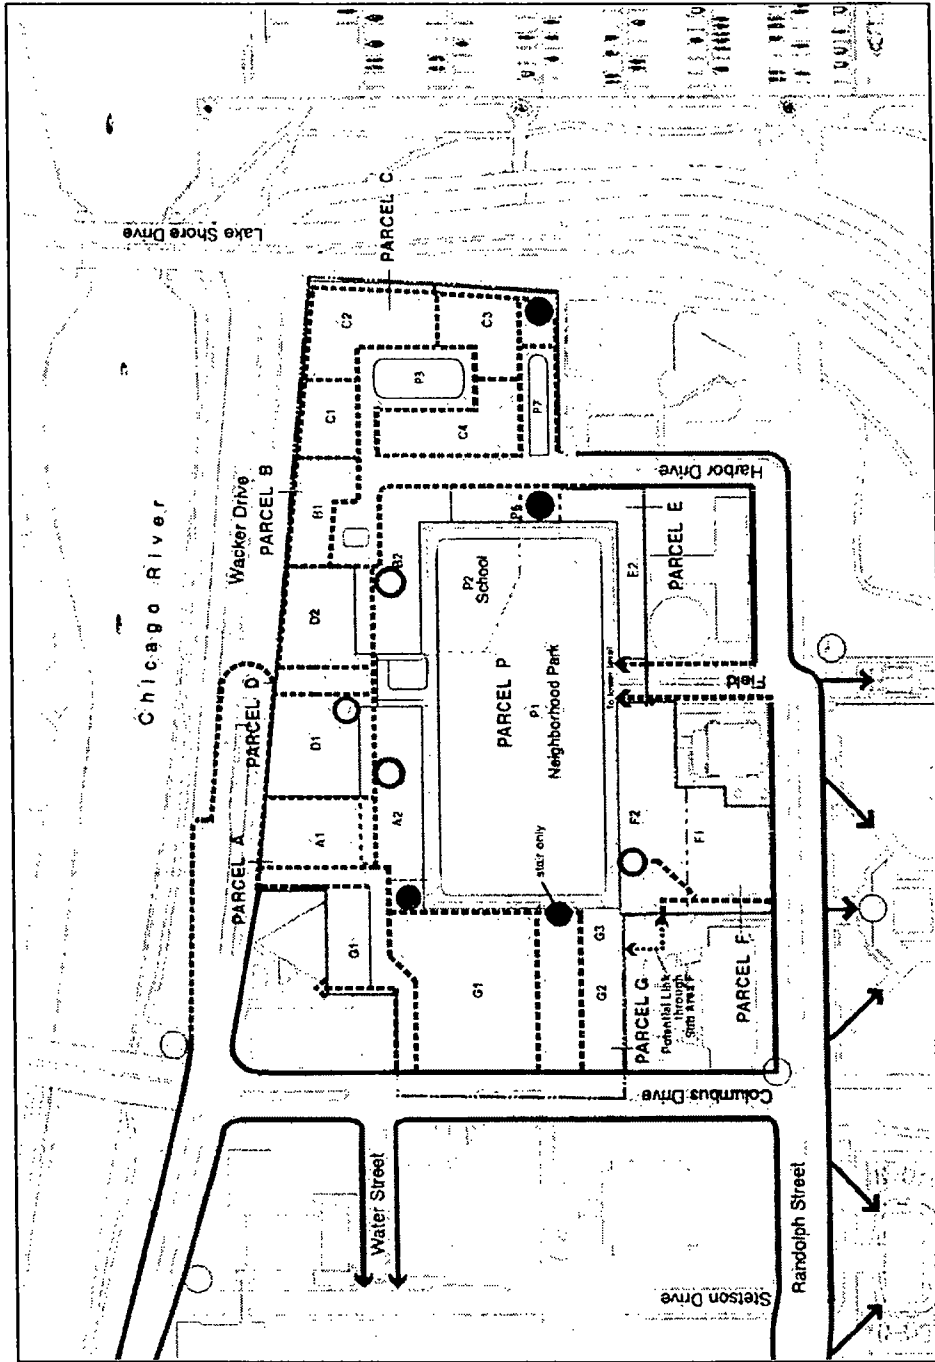 Chicago River
Lake Shore Drive
Wacker Drive
PARCEL A
PARCEL D
PARCEL B
PARCEL C
G1
A1
D1
D2
B1
C1
C2
A2
B2
P3
C3
C4
P7
G1
stair only
PARCEL P
P1
Neighborhood Park
P2
School
P5
G2
G3
F2
to lower level
E2
PARCEL E
Harbor Drive
Field
F1
PARCEL G
Potential Link
through
PARCEL F
Water Street
Columbus Drive
Stetson Drive
Randolph Street